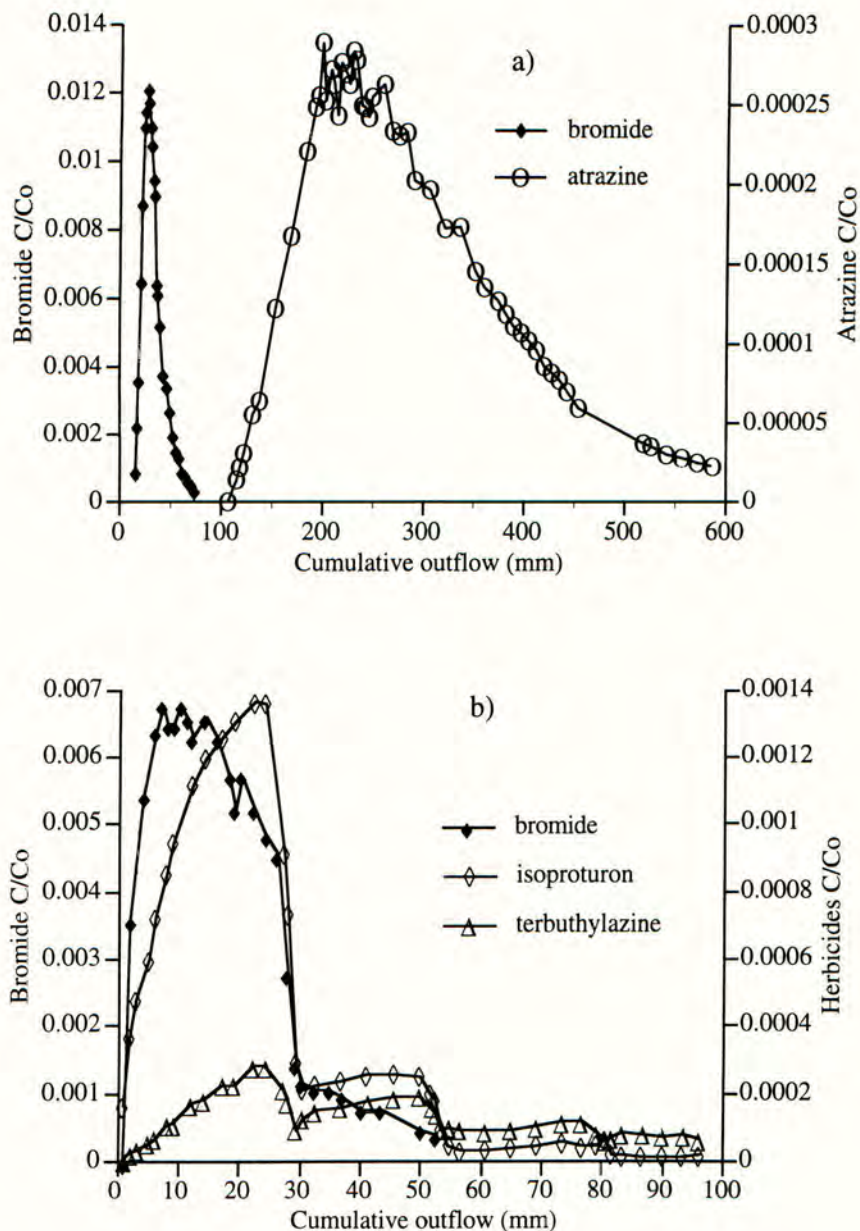 a)
bromide
atrazine
Bromide C/Co
0.014
0.012
0.01
0.008
0.006
0.004
0.002
0
Atrazine C/Co
0.0003
0.00025
0.0002
0.00015
0.0001
0.00005
0
0 100 200 300 400 500 600
Cumulative outflow (mm)
b)
bromide
isoproturon
terbuthylazine
Bromide C/Co
0.007
0.006
0.005
0.004
0.003
0.002
0.001
0
Herbicides C/Co
0.0014
0.0012
0.001
0.0008
0.0006
0.0004
0.0002
0
0 10 20 30 40 50 60 70 80 90 100
Cumulative outflow (mm)